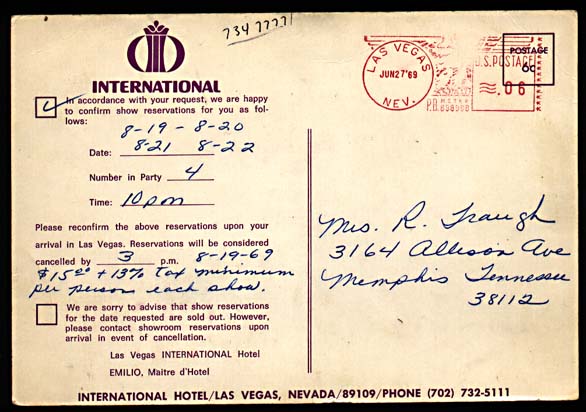 734 7777
LAS VEGAS
JUN27'69
NEV.
U.S. POSTAGE
.06
P.B. METER
POSTAGE
6¢
INTERNATIONAL
In accordance with your request, we are happy
to confirm show reservations for you as fol-
lows:
8-19 - 8-20
Date: 8-21 8-22
Number in Party 4
Time: 10 pm
Please reconfirm the above reservations upon your
arrival in Las Vegas. Reservations will be considered
cancelled by 3 p.m. 8-19-69
$15.00 + 13% tax minimum
per person each show.
We are sorry to advise that show reservations
for the date requested are sold out. However,
please contact showroom reservations upon
arrival in event of cancellation.
Las Vegas INTERNATIONAL Hotel
EMILIO, Maitre d'Hotel
Mrs. R. Traugh
3164 Allison Ave
Memphis Tennessee
38112
INTERNATIONAL HOTEL/LAS VEGAS, NEVADA/89109/PHONE (702) 732-5111